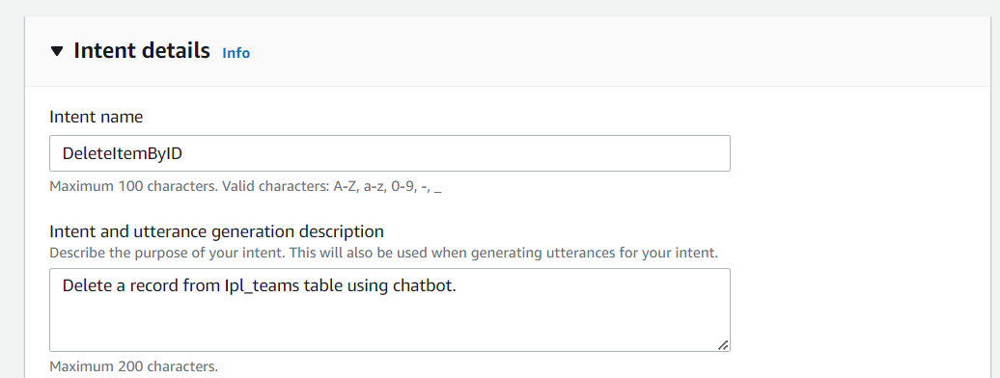 Intent details Info
Intent name
DeleteItemByID
Maximum 100 characters. Valid characters: A-Z, a-z, 0-9, -, _
Intent and utterance generation description
Describe the purpose of your intent. This will also be used when generating utterances for your intent.
Delete a record from Ipl_teams table using chatbot.
Maximum 200 characters.